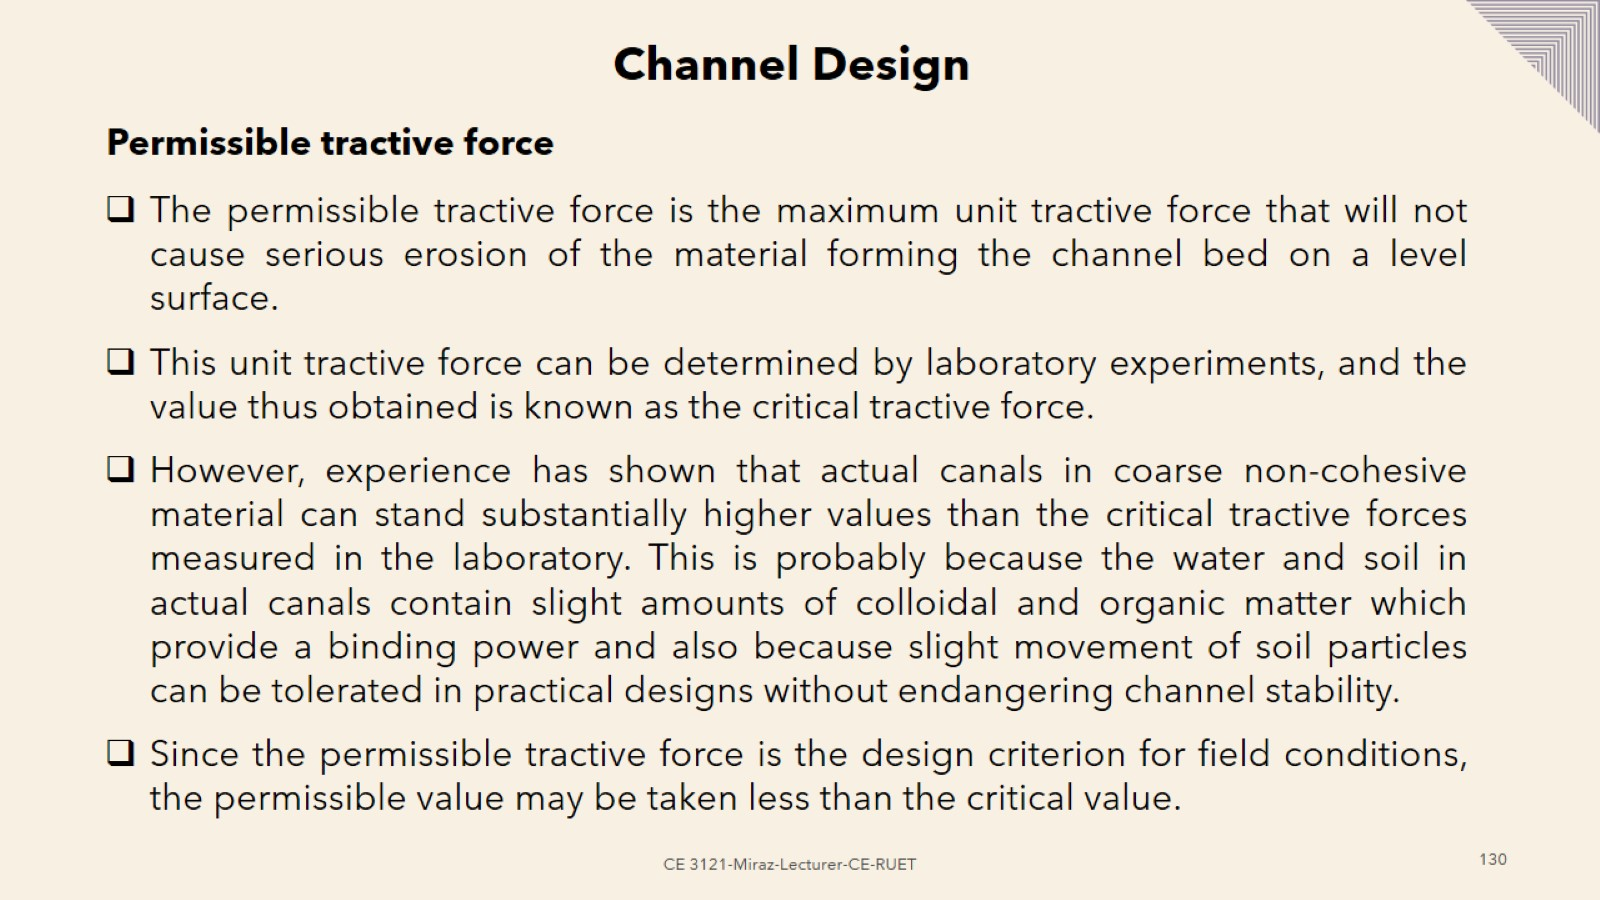 Channel Design
Permissible tractive force
❑ The permissible tractive force is the maximum unit tractive force that will not
cause serious erosion of the material forming the channel bed on a level
surface.
❑ This unit tractive force can be determined by laboratory experiments, and the
value thus obtained is known as the critical tractive force.
❑ However, experience has shown that actual canals in coarse non-cohesive
material can stand substantially higher values than the critical tractive forces
measured in the laboratory. This is probably because the water and soil in
actual canals contain slight amounts of colloidal and organic matter which
provide a binding power and also because slight movement of soil particles
can be tolerated in practical designs without endangering channel stability.
❑ Since the permissible tractive force is the design criterion for field conditions,
the permissible value may be taken less than the critical value.
CE 3121-Miraz-Lecturer-CE-RUET
130